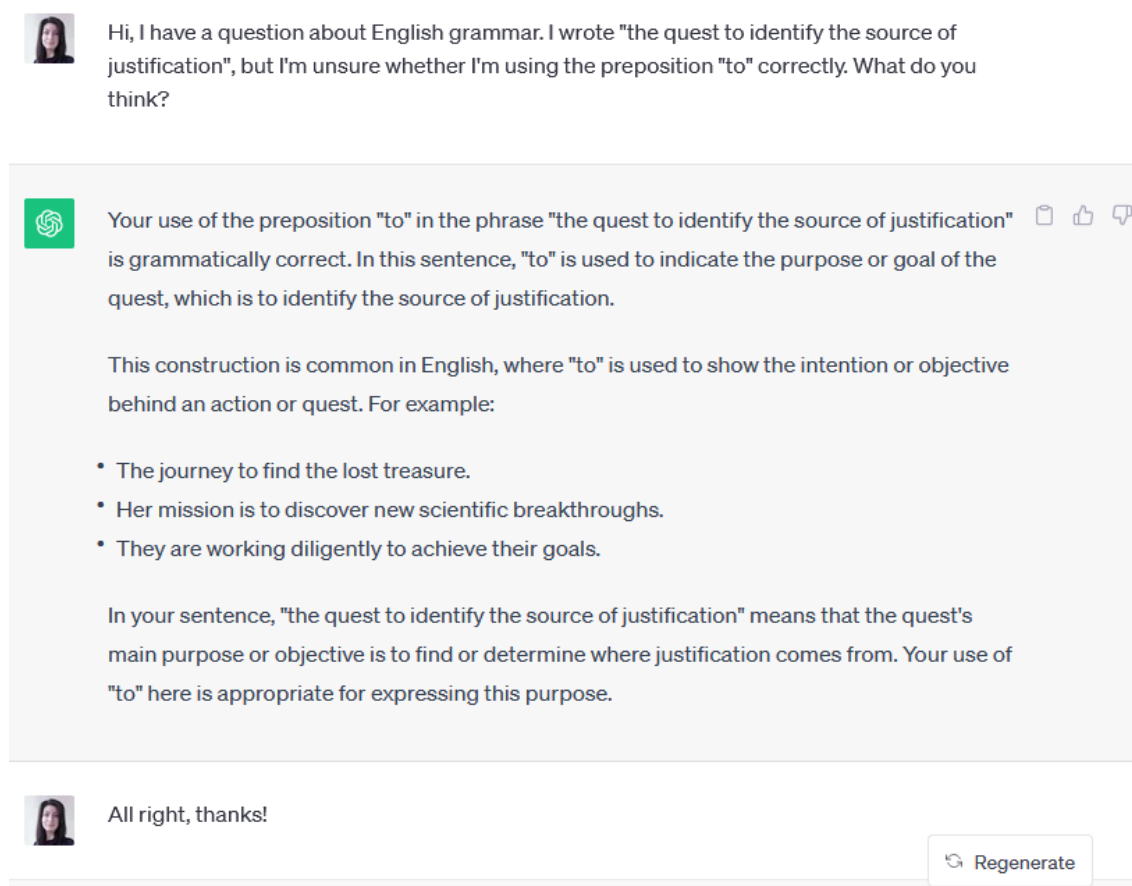 Hi, I have a question about English grammar. I wrote "the quest to identify the source of
justification", but I'm unsure whether I'm using the preposition "to" correctly. What do you
think?
Your use of the preposition "to" in the phrase "the quest to identify the source of justification"
is grammatically correct. In this sentence, "to" is used to indicate the purpose or goal of the
quest, which is to identify the source of justification.
This construction is common in English, where "to" is used to show the intention or objective
behind an action or quest. For example:
• The journey to find the lost treasure.
• Her mission is to discover new scientific breakthroughs.
• They are working diligently to achieve their goals.
In your sentence, "the quest to identify the source of justification" means that the quest's
main purpose or objective is to find or determine where justification comes from. Your use of
"to" here is appropriate for expressing this purpose.
All right, thanks!
Regenerate